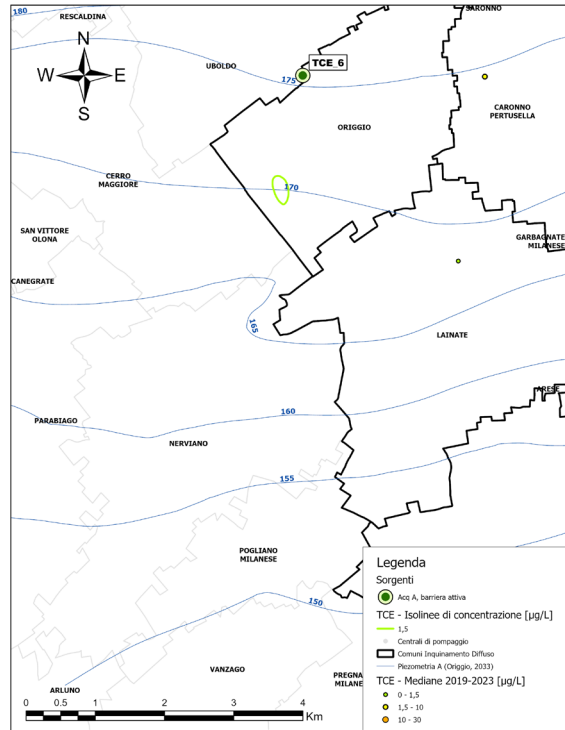 180
RESCALDINA
SARONNO
N
W
E
S
UBOLDO
TCE_6
175
CARONNO
PERTUSELLA
ORIGGIO
CERRO
MAGGIORE
170
SAN VITTORE
OLONA
GARBAGNATE
MILANESE
CANEGRATE
165
LAINATE
ARESE
PARABIAGO
160
NERVIANO
155
POGLIANO
MILANESE
150
VANZAGO
PREGNA
MILANE
ARLUNO
0 0.5 1 2 3 4
Km
Legenda
Sorgenti
Acq A, barriera attiva
TCE - Isolinee di concentrazione [µg/L]
1,5
Centrali di pompaggio
Comuni Inquinamento Diffuso
Piezometria A (Origgio, 2033)
TCE - Mediane 2019-2023 [µg/L]
0 - 1,5
1,5 - 10
10 - 30